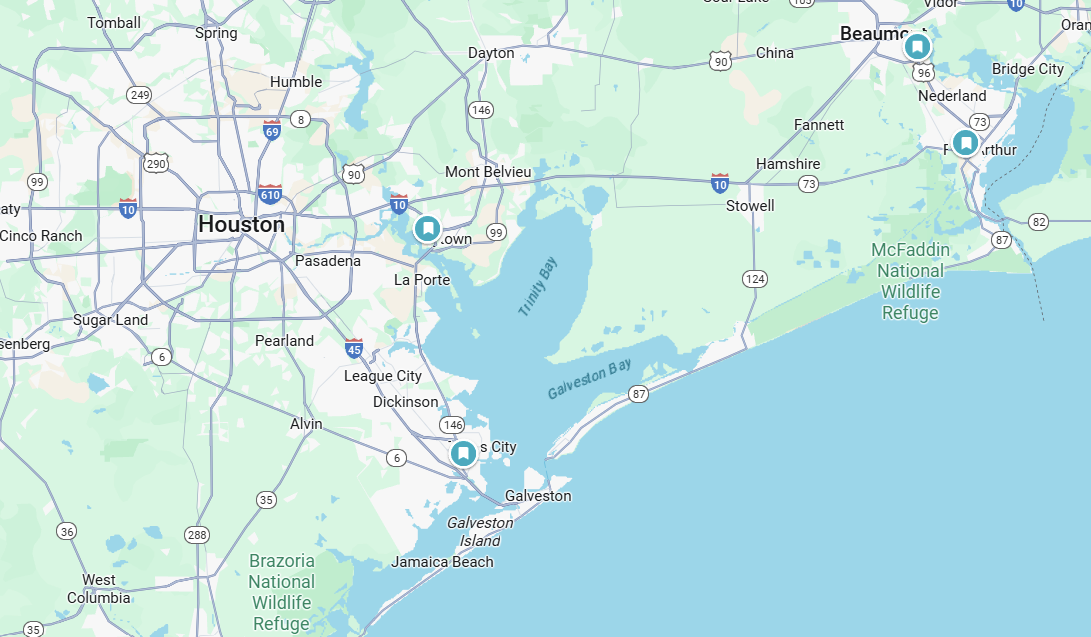 Sour Lake
105
Vidor
10
Tomball
Spring
Beaumont
Orange
Dayton
China
90
96
Bridge City
Humble
249
146
Nederland
8
69
73
Fannett
Port Arthur
290
90
Hamshire
Mont Belvieu
99
610
10
73
10
10
Stowell
aty
Houston
82
Cinco Ranch
town
99
87
McFaddin
National
Wildlife
Refuge
Pasadena
La Porte
124
Trinity Bay
Sugar Land
senberg
Pearland
45
6
League City
Galveston Bay
87
Dickinson
Alvin
146
s City
6
Galveston
35
Galveston
Island
36
288
Jamaica Beach
Brazoria
National
Wildlife
Refuge
West
Columbia
35